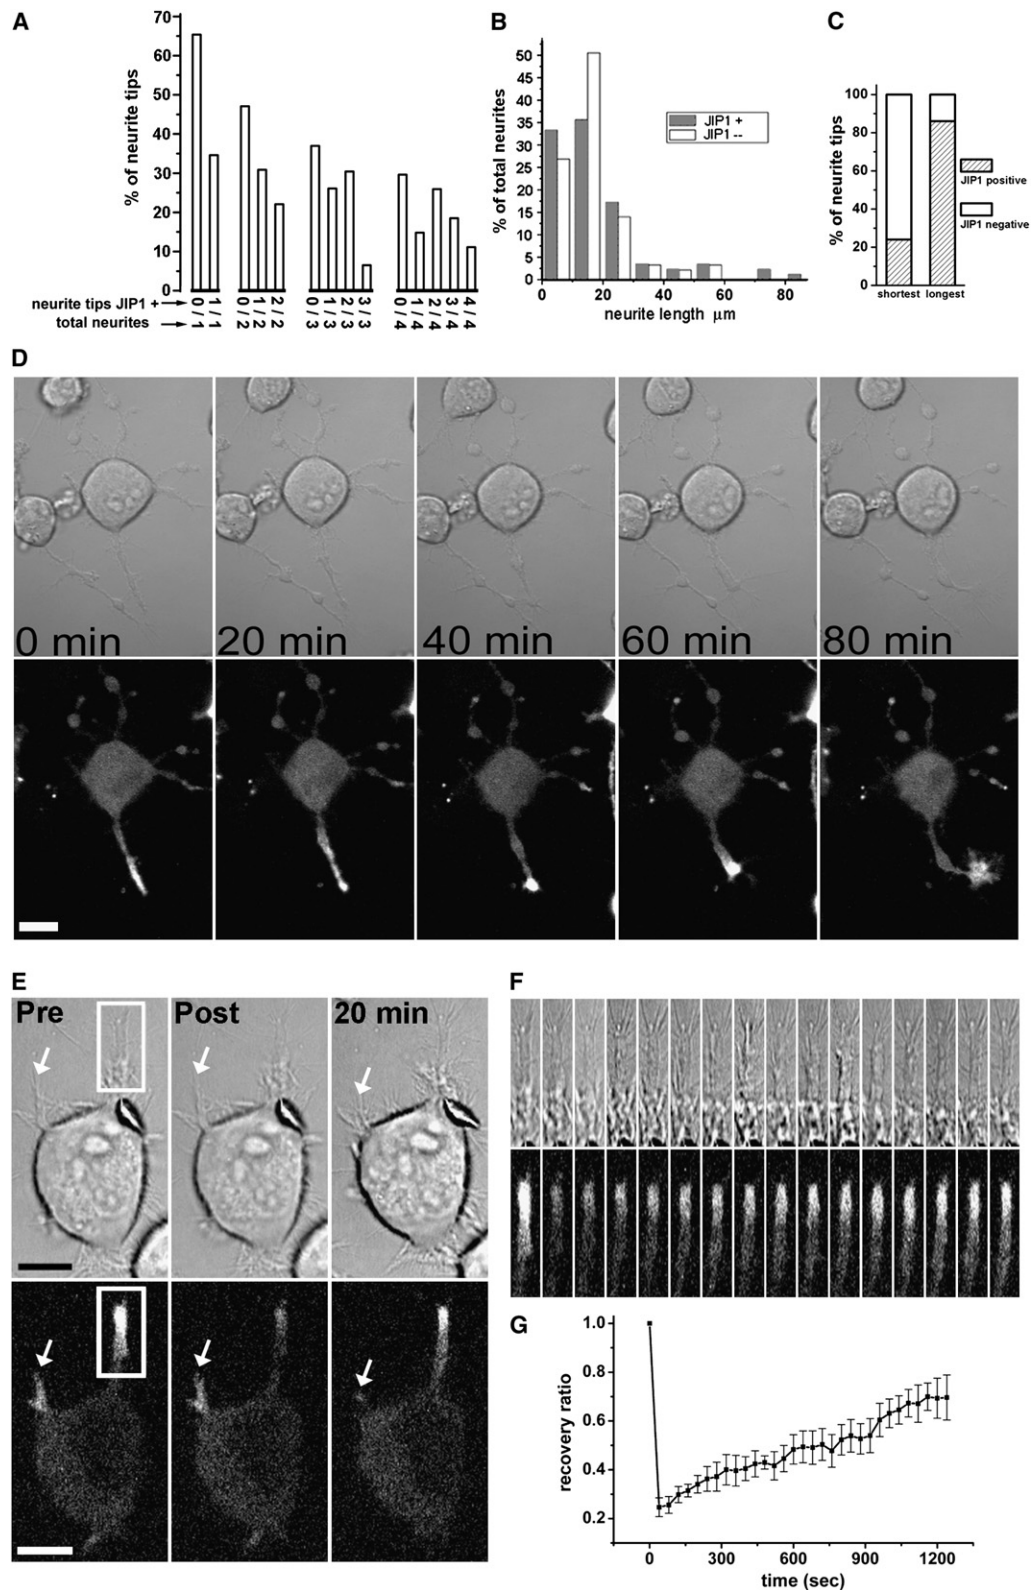 A
70
60
50
40
30
20
10
0
% of neurite tips
neurite tips JIP1 +
total neurites
0 / 1
1 / 1
0 / 2
1 / 2
2 / 2
0 / 3
1 / 3
2 / 3
3 / 3
0 / 4
1 / 4
2 / 4
3 / 4
4 / 4
B
50
45
40
35
30
25
20
15
10
5
0
% of total neurites
JIP1 +
JIP1 --
0 20 40 60 80
neurite length µm
C
100
80
60
40
20
0
% of neurite tips
JIP1 positive
JIP1 negative
shortest longest
D
0 min 20 min 40 min 60 min 80 min
E
Pre Post 20 min
F
G
1.0
0.8
0.6
0.4
0.2
recovery ratio
0 300 600 900 1200
time (sec)